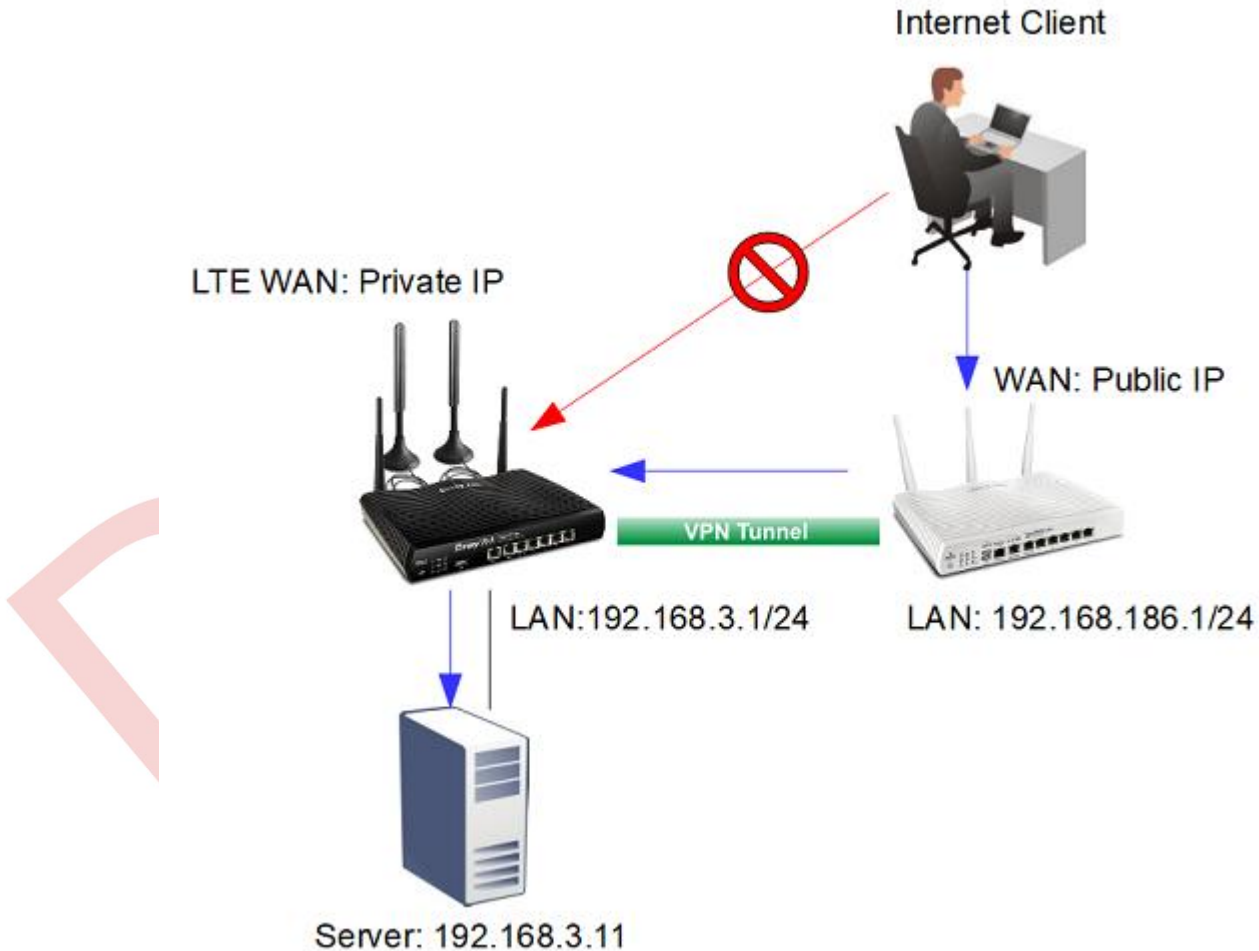 Internet Client
LTE WAN: Private IP
WAN: Public IP
VPN Tunnel
LAN:192.168.3.1/24
LAN: 192.168.186.1/24
Server: 192.168.3.11